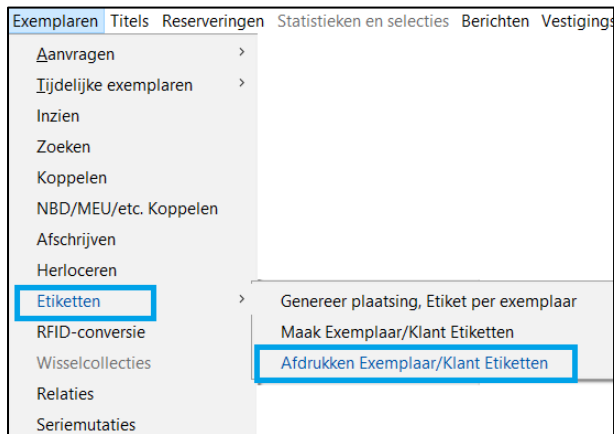 Exemplaren Titels Reserveringen Statistieken en selecties Berichten Vestigings
Aanvragen >
Tijdelijke exemplaren >
Inzien
Zoeken
Koppelen
NBD/MEU/etc. Koppelen
Afschrijven
Herloceren
Etiketten > Genereer plaatsing, Etiket per exemplaar
RFID-conversie Maak Exemplaar/Klant Etiketten
Wisselcollecties Afdrukken Exemplaar/Klant Etiketten
Relaties
Seriemutaties